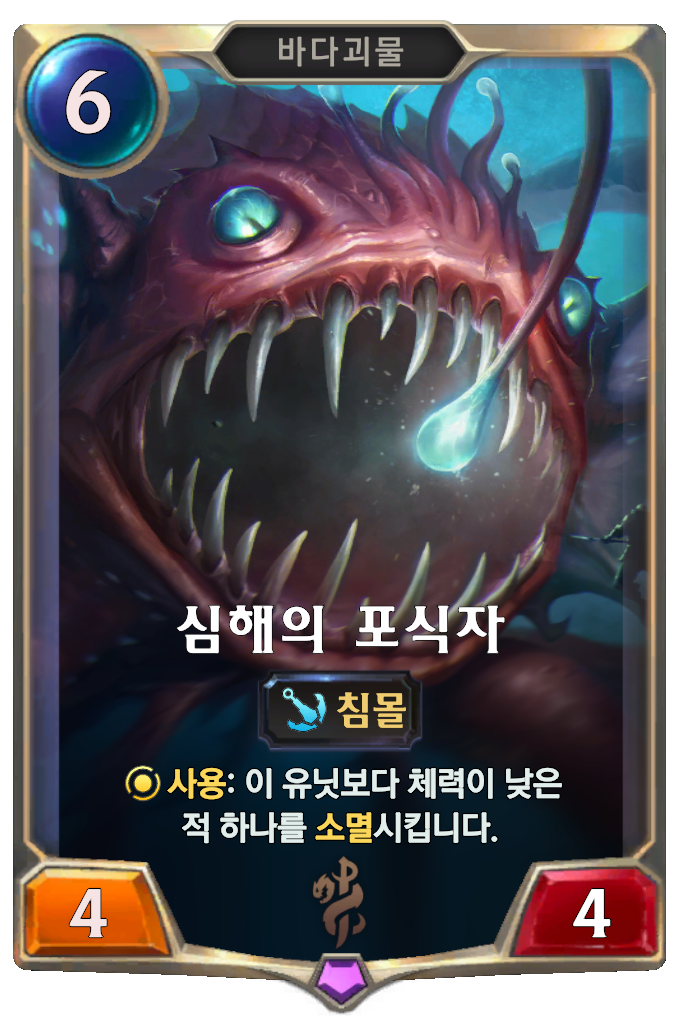 바다괴물
6
심해의 포식자
침몰
사용: 이 유닛보다 체력이 낮은
적 하나를 소멸시킵니다.
4
4